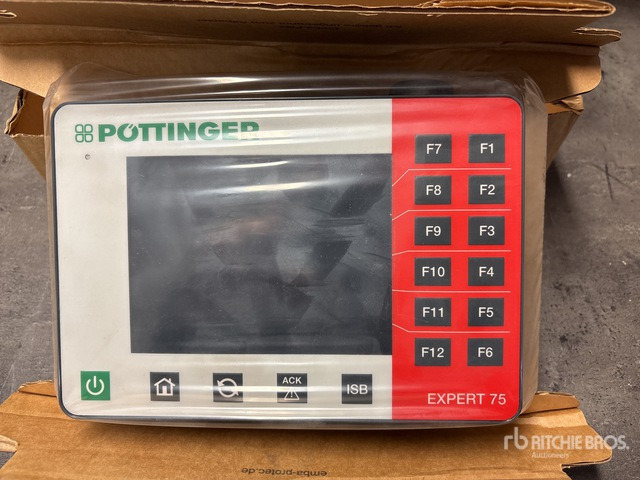 PÖTTINGER
F7 F1
F8 F2
F9 F3
F10 F4
F11 F5
F12 F6
ACK
ISB
EXPERT 75
rb RITCHIE BROS.
Auctioneers
emba-protec.de